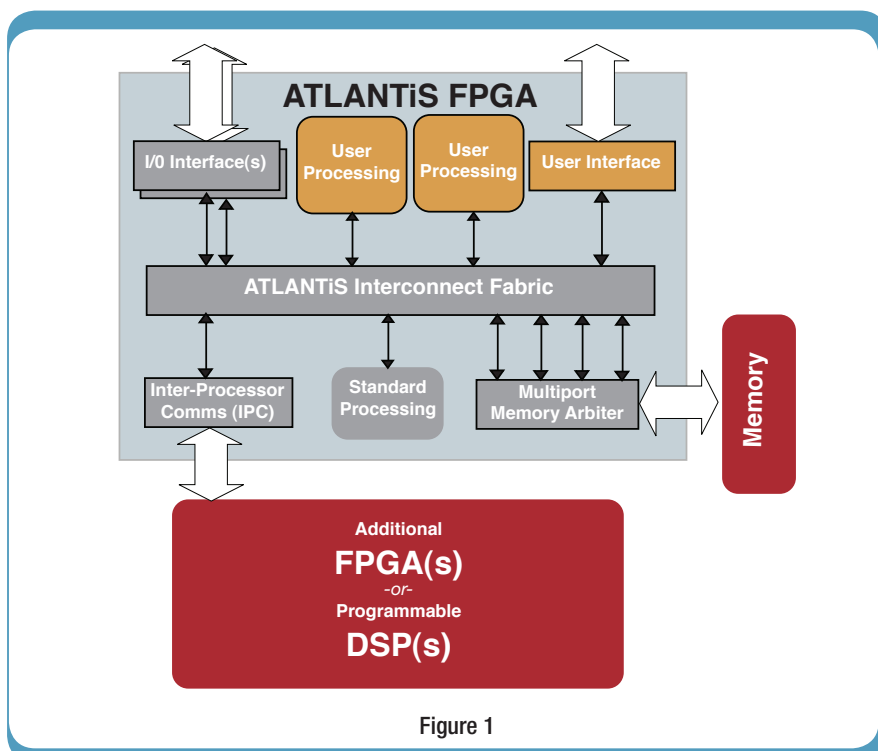 ATLANTiS FPGA
I/0 Interface(s)
User
Processing
User
Processing
User Interface
ATLANTiS Interconnect Fabric
Inter-Processor
Comms (IPC)
Standard
Processing
Multiport
Memory Arbiter
Memory
Additional
FPGA(s)
-or-
Programmable
DSP(s)
Figure 1